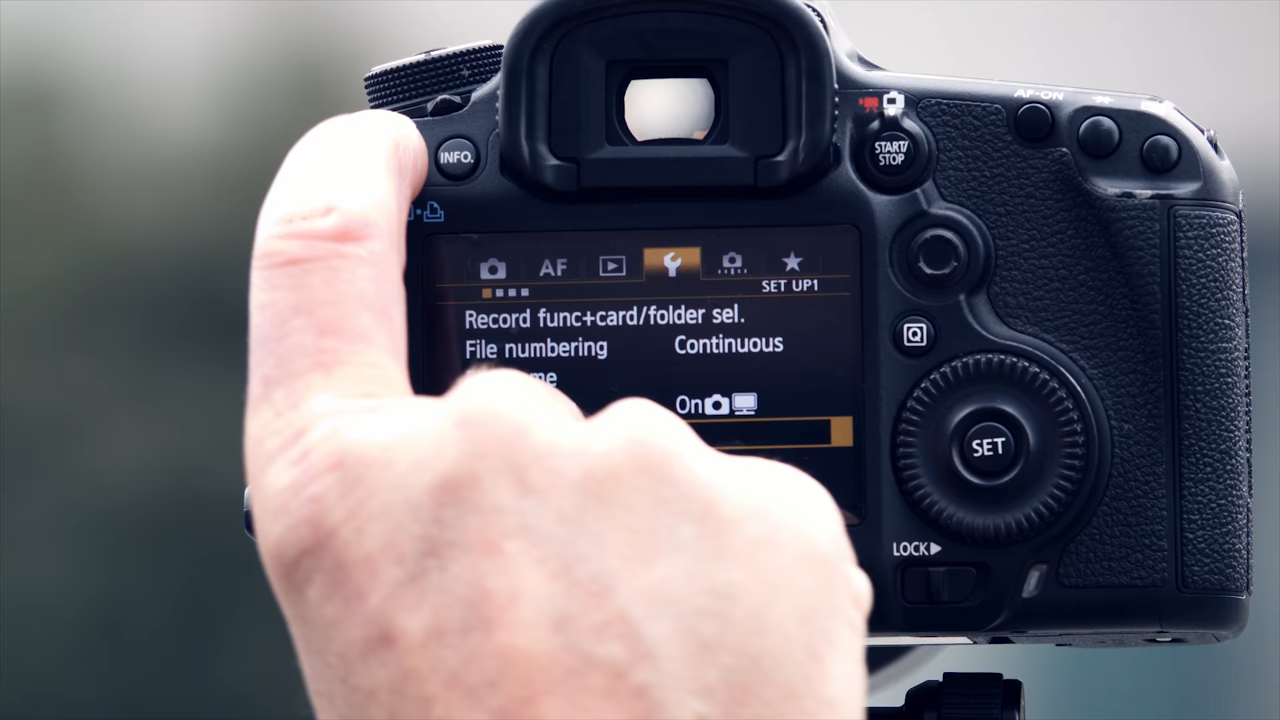 AF-ON
INFO.
START/
STOP
AF
SET UP1
Record func+card/folder sel.
File numbering Continuous
On
Q
SET
LOCK